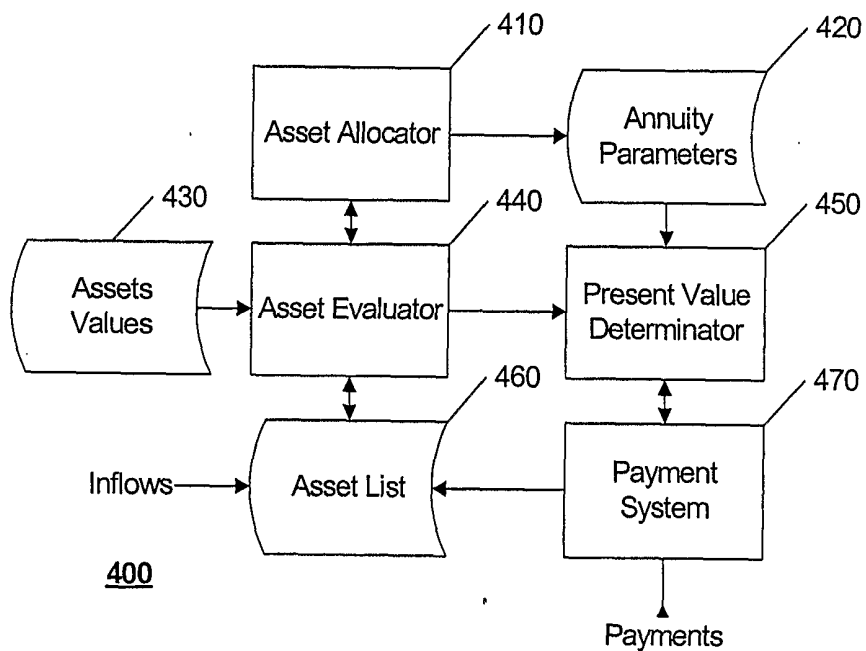 410
420
Asset Allocator
Annuity
Parameters
430
440
450
Assets
Values
Asset Evaluator
Present Value
Determinator
460
470
Inflows
Asset List
Payment
System
400
Payments